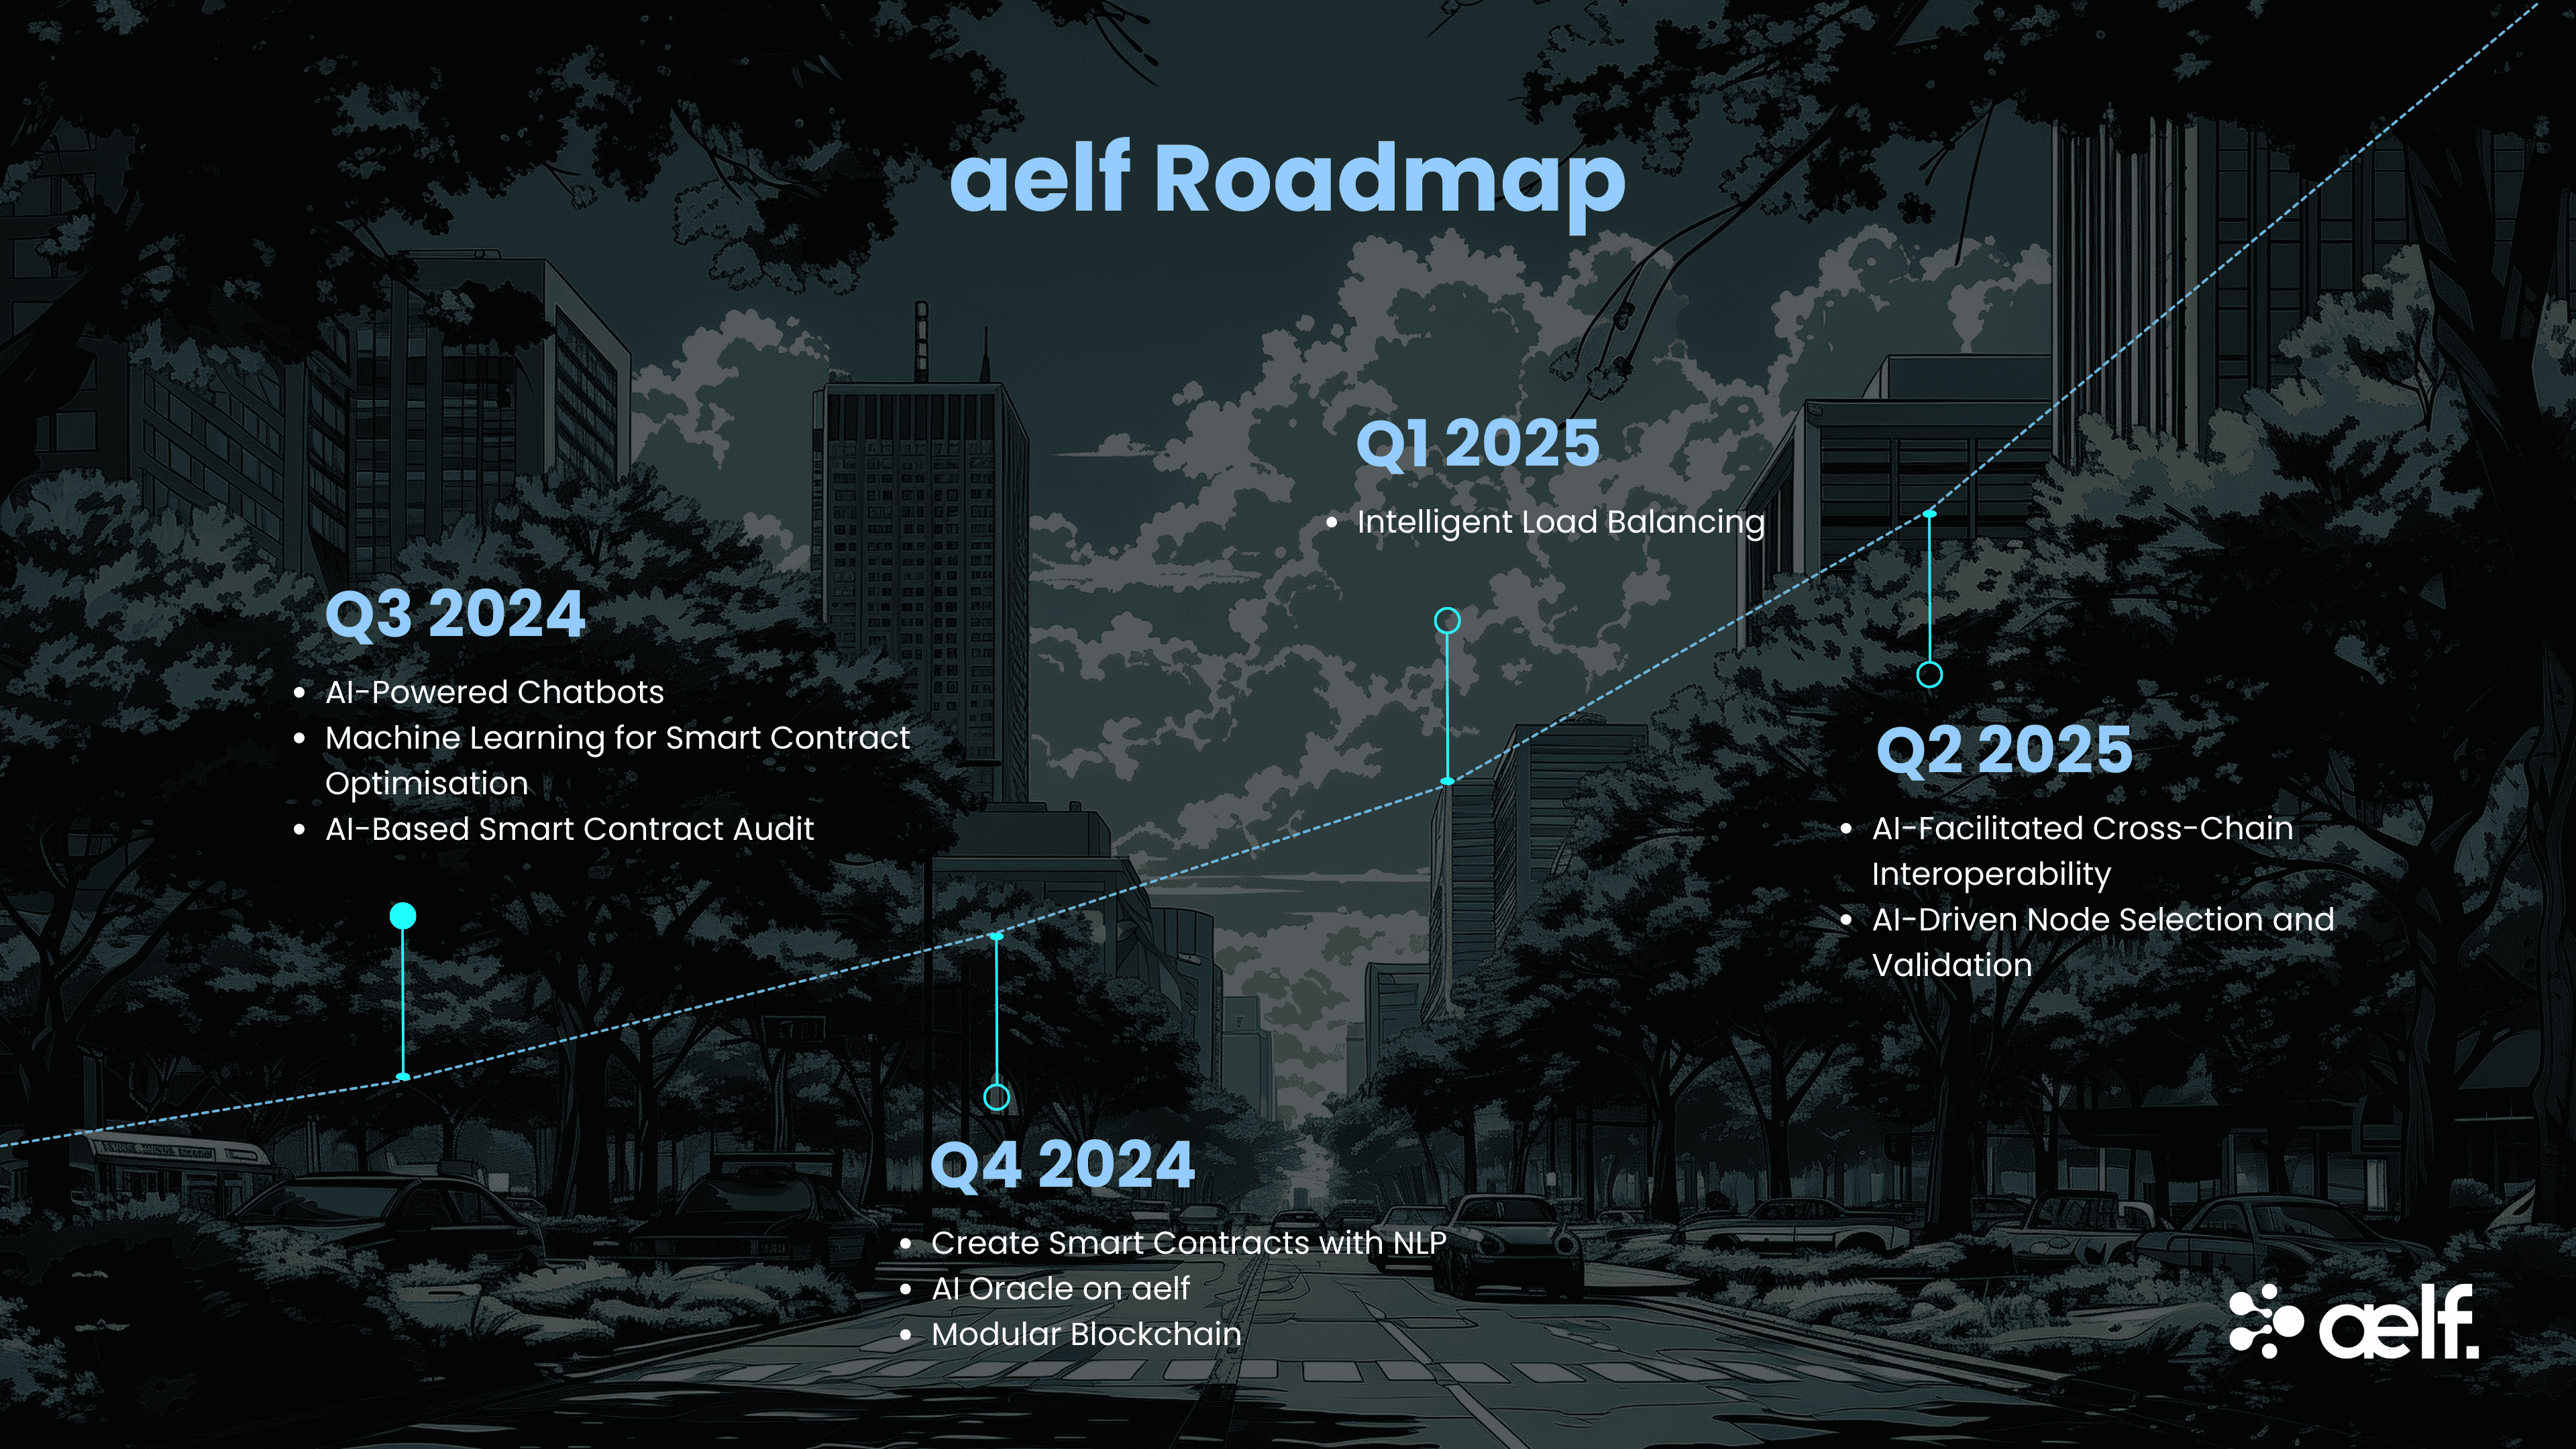 aelf Roadmap
Q3 2024
• AI-Powered Chatbots
• Machine Learning for Smart Contract
Optimisation
• AI-Based Smart Contract Audit
Q4 2024
• Create Smart Contracts with NLP
• AI Oracle on aelf
• Modular Blockchain
Q1 2025
• Intelligent Load Balancing
Q2 2025
• AI-Facilitated Cross-Chain
Interoperability
• AI-Driven Node Selection and
Validation
ælf.